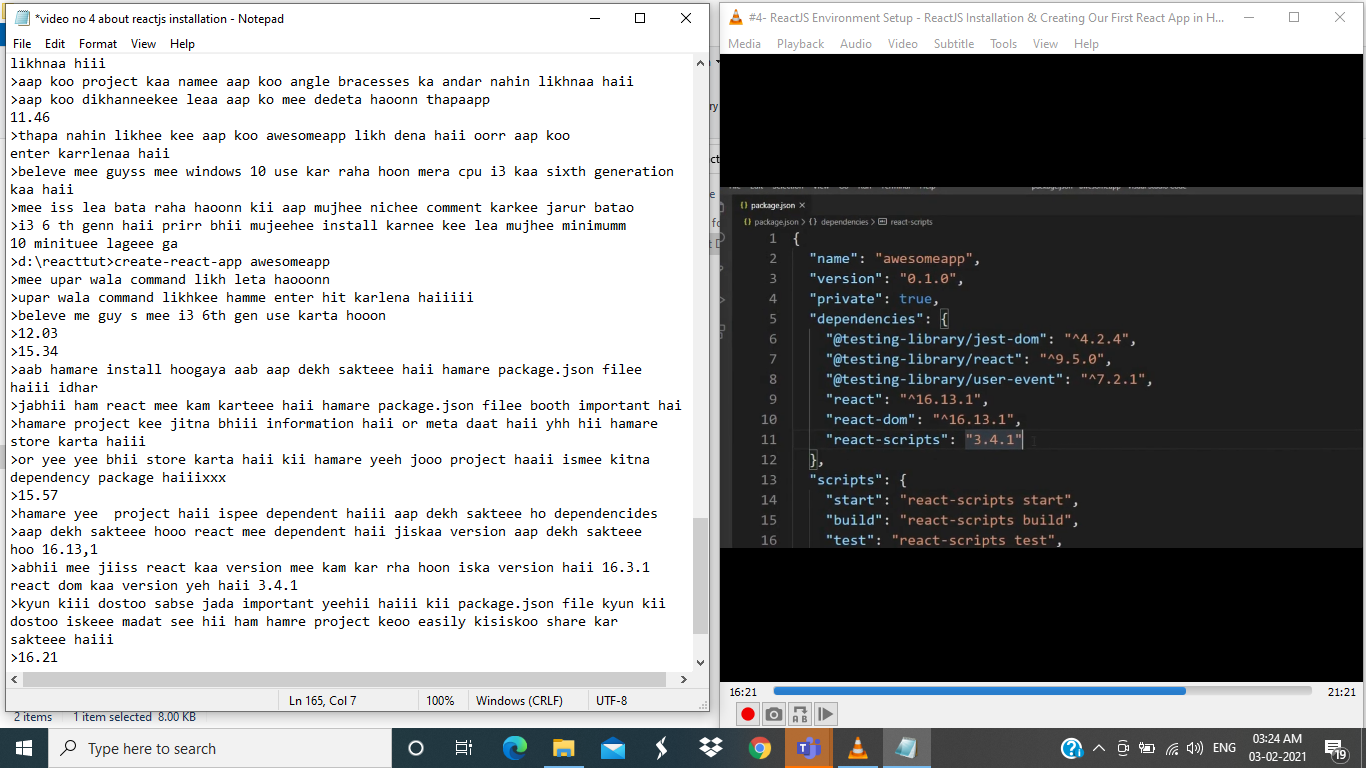 *video no 4 about reactjs installation - Notepad
File Edit Format View Help
likhnaa hiii
>aap koo project kaa namee aap koo angle bracesses ka andar nahin likhnaa haii
>aap koo dikhanneekee leaa aap ko mee dedeta haoonn thapaapp
11.46
>thapa nahin likhee kee aap koo awesomeapp likh dena haii oorr aap koo
enter karrlenaa haii
>beleve mee guyss mee windows 10 use kar raha hoon mera cpu i3 kaa sixth generation
kaa haii
>mee iss lea bata raha haoonn kii aap mujhee nichee comment karkee jarur batao
>i3 6 th genn haii prirr bhii mujeehee install karnee kee lea mujhee minimumm
10 minituee lageee ga
>d:\reacttut>create-react-app awesomeapp
>mee upar wala command likh leta haooonn
>upar wala command likhkee hamme enter hit karlena haiiiii
>beleve me guy s mee i3 6th gen use karta hooon
>12.03
>15.34
>aab hamare install hoogaya aab aap dekh sakteee haii hamare package.json filee
haiii idhar
>jabhii ham react mee kam karteee haii hamare package.json filee booth important hai
>hamare project kee jitna bhiii information haii or meta daat haii yhh hii hamare
store karta haiii
>or yee yee bhii store karta haii kii hamare yeeh jooo project haaii ismee kitna
dependency package haiiixxx
>15.57
>hamare yee  project haii ispee dependent haiii aap dekh sakteee ho dependencides
>aap dekh sakteee hooo react mee dependent haii jiskaa version aap dekh sakteee
hoo 16.13,1
>abhii mee jiiss react kaa version mee kam kar rha hoon iska version haii 16.3.1
react dom kaa version yeh haii 3.4.1
>kyun kiii dostoo sabse jada important yeehii haiii kii package.json file kyun kii
dostoo iskeee madat see hii ham hamre project keoo easily kisiskoo share kar
sakteee haiii
>16.21
Ln 165, Col 7 100% Windows (CRLF) UTF-8
2 items 1 item selected 8.00 KB
#4- ReactJS Environment Setup - ReactJS Installation & Creating Our First React App in H...
Media Playback Audio Video Subtitle Tools View Help
package.json
package.json > dependencies > react-scripts
1 {
2 "name": "awesomeapp",
3 "version": "0.1.0",
4 "private": true,
5 "dependencies": {
6 "@testing-library/jest-dom": "^4.2.4",
7 "@testing-library/react": "^9.5.0",
8 "@testing-library/user-event": "^7.2.1",
9 "react": "^16.13.1",
10 "react-dom": "^16.13.1",
11 "react-scripts": "3.4.1"
12 },
13 "scripts": {
14 "start": "react-scripts start",
15 "build": "react-scripts build",
16 "test": "react-scripts test",
16:21 21:21
Type here to search
ENG
03:24 AM
03-02-2021
19